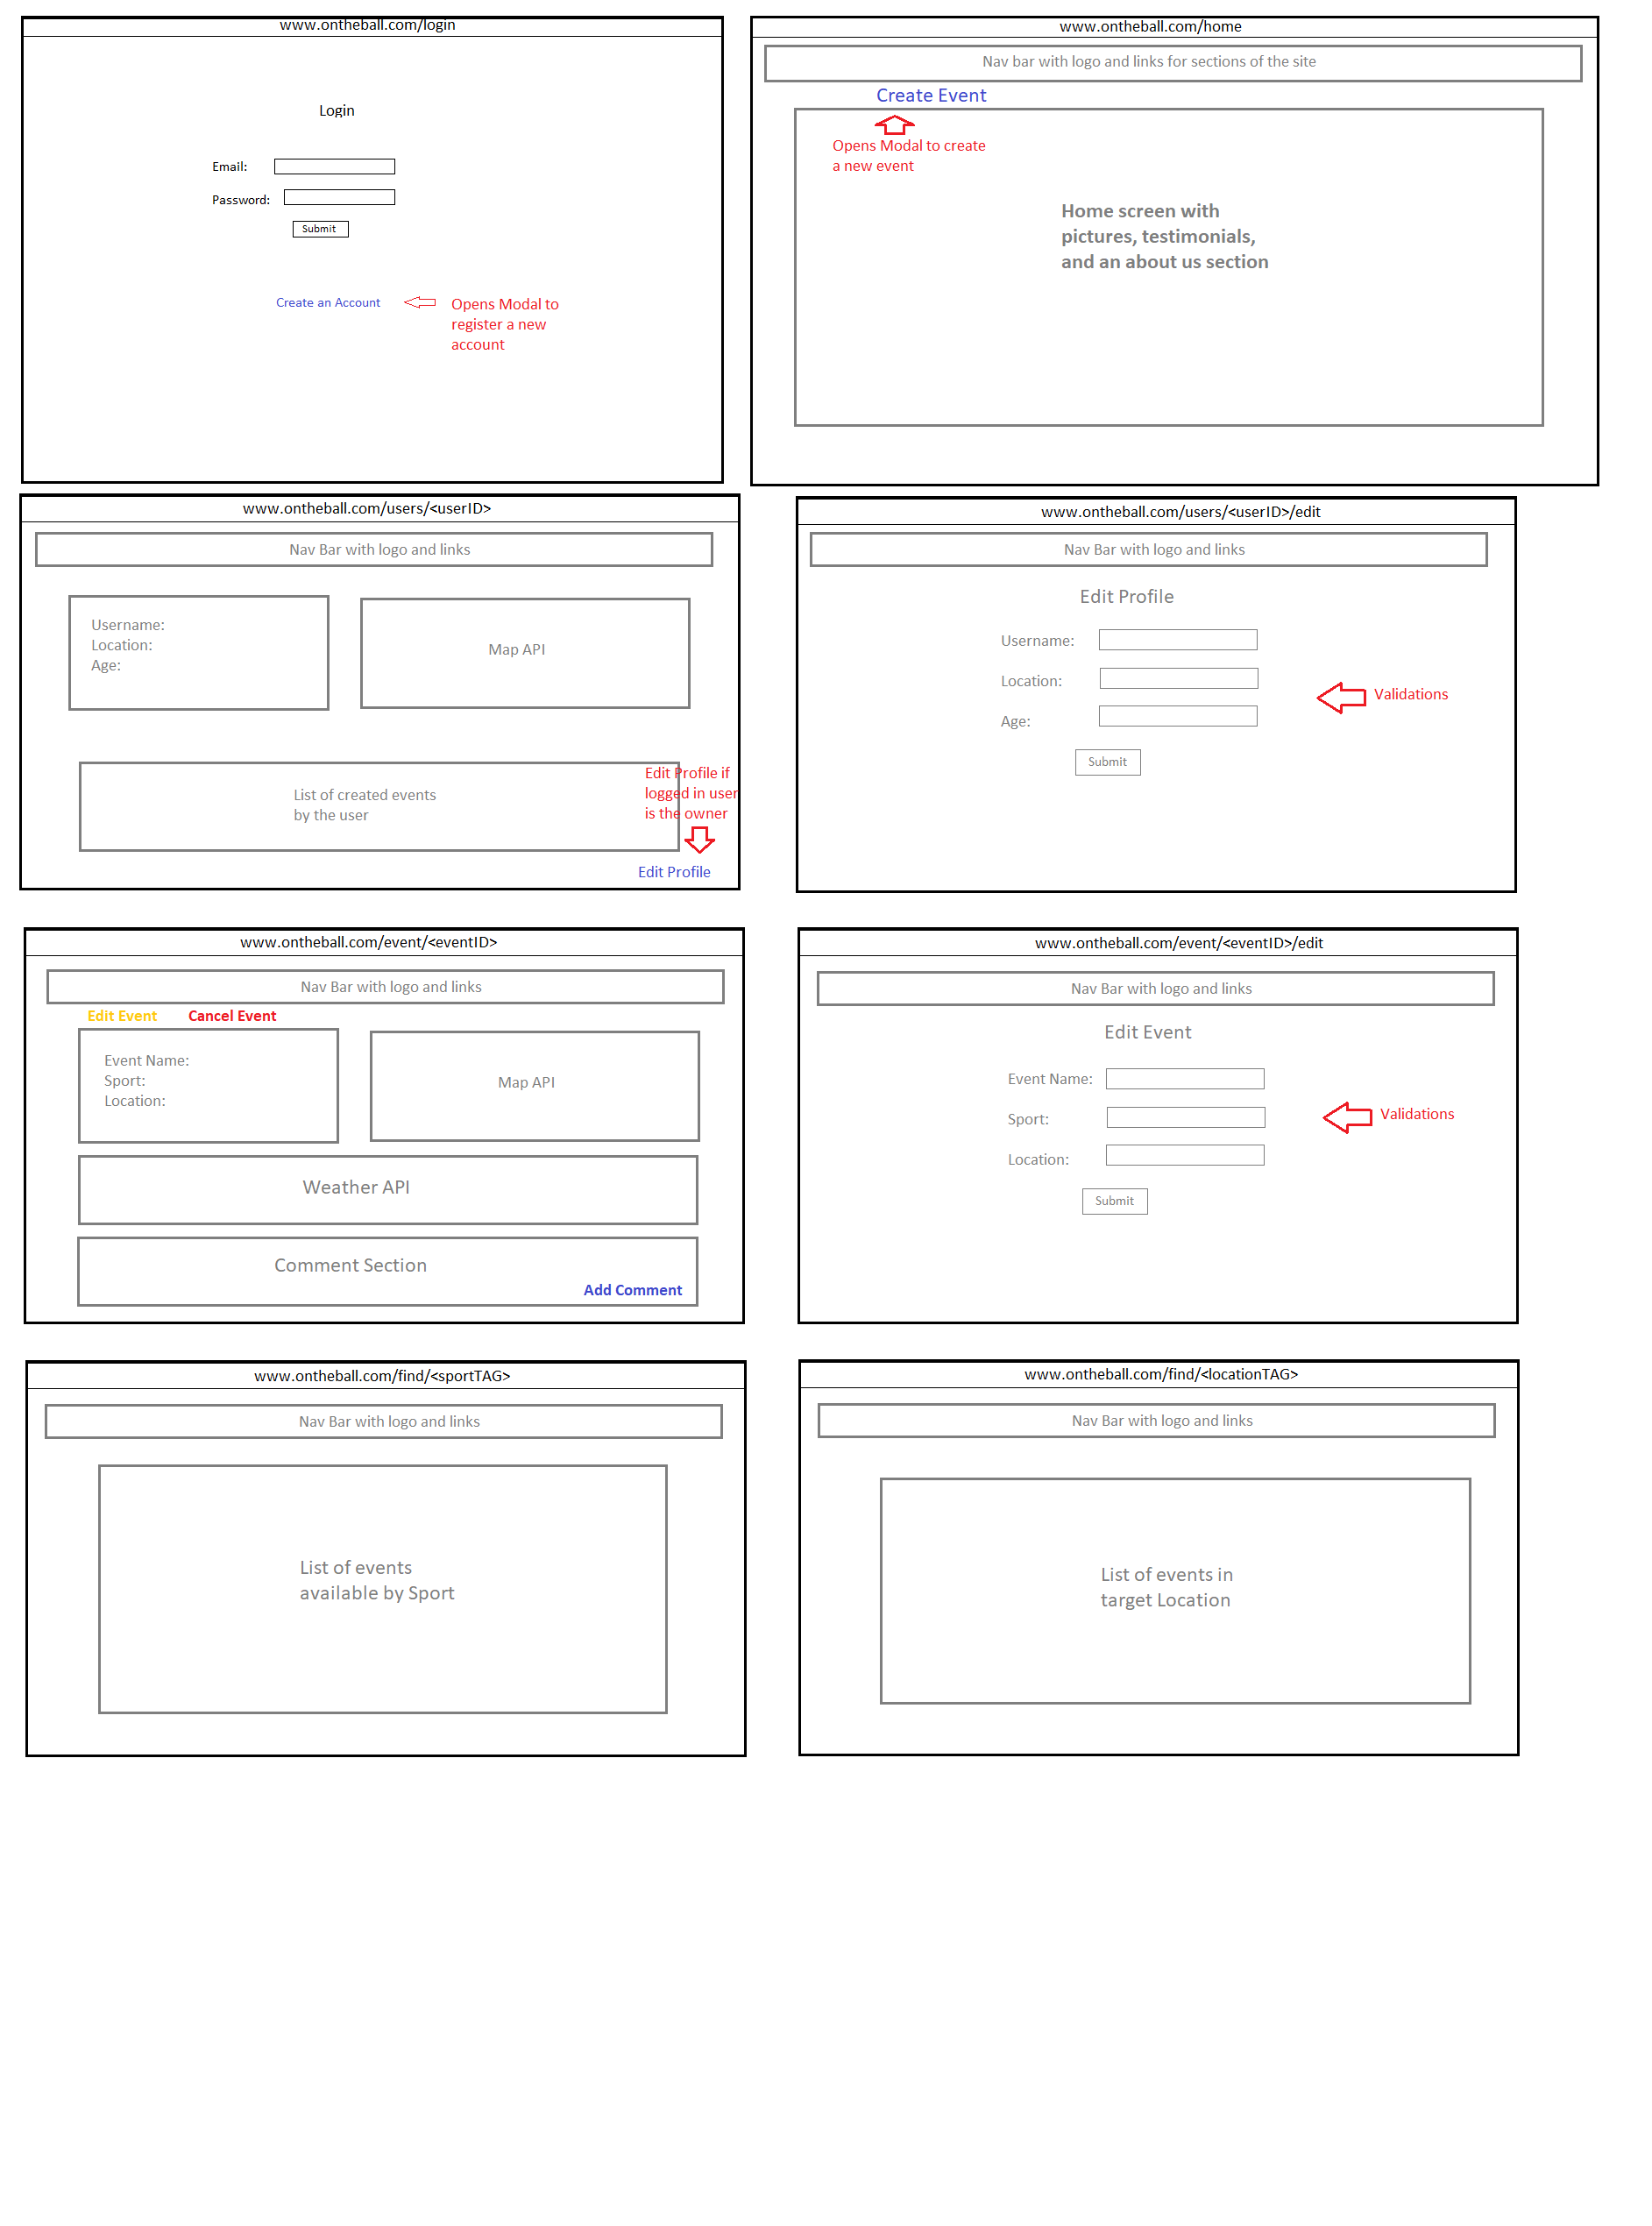 www.ontheball.com/login
Login
Email:
Password:
Submit
Create an Account
Opens Modal to
register a new
account
www.ontheball.com/home
Nav bar with logo and links for sections of the site
Create Event
Opens Modal to create
a new event
Home screen with
pictures, testimonials,
and an about us section
www.ontheball.com/users/<userID>
Nav Bar with logo and links
Username:
Location:
Age:
Map API
List of created events
by the user
Edit Profile if
logged in user
is the owner
Edit Profile
www.ontheball.com/users/<userID>/edit
Nav Bar with logo and links
Edit Profile
Username:
Location:
Age:
Validations
Submit
www.ontheball.com/event/<eventID>
Nav Bar with logo and links
Edit Event
Cancel Event
Event Name:
Sport:
Location:
Map API
Weather API
Comment Section
Add Comment
www.ontheball.com/event/<eventID>/edit
Nav Bar with logo and links
Edit Event
Event Name:
Sport:
Location:
Validations
Submit
www.ontheball.com/find/<sportTAG>
Nav Bar with logo and links
List of events
available by Sport
www.ontheball.com/find/<locationTAG>
Nav Bar with logo and links
List of events in
target Location